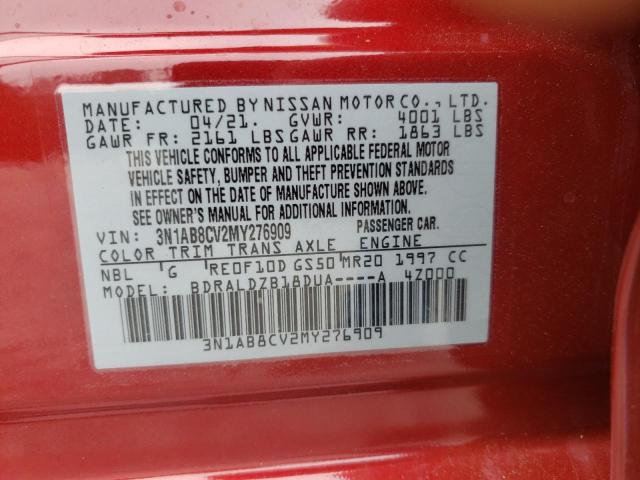 MANUFACTURED BY NISSAN MOTOR CO., LTD.
DATE: 04/21. GVWR: 4001 LBS
GAWR FR: 2161 LBS GAWR RR: 1863 LBS
THIS VEHICLE CONFORMS TO ALL APPLICABLE FEDERAL MOTOR
VEHICLE SAFETY, BUMPER AND THEFT PREVENTION STANDARDS
IN EFFECT ON THE DATE OF MANUFACTURE SHOWN ABOVE.
SEE OWNER'S MANUAL FOR ADDITIONAL INFORMATION.
VIN: 3N1AB8CV2MY276909 PASSENGER CAR.
COLOR TRIM TRANS AXLE ENGINE
NBL G RE0F10D GS50 MR20 1997 CC
MODEL: BDRALDZB18DUA----A 4Z000
3N1AB8CV2MY276909